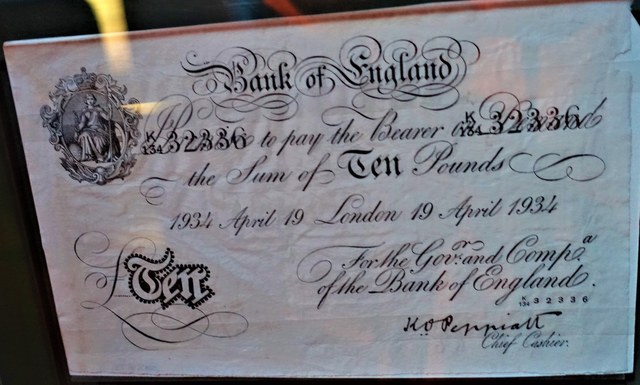 Bank of England
I Promise to pay the Bearer on Demand
K
134 32336
K
134 32336
the Sum of Ten Pounds
1934 April 19 London 19 April 1934
For the Govr. and Compa.
of the Bank of England.
£Ten
K
134 32336
K O Peppiatt
Chief Cashier.